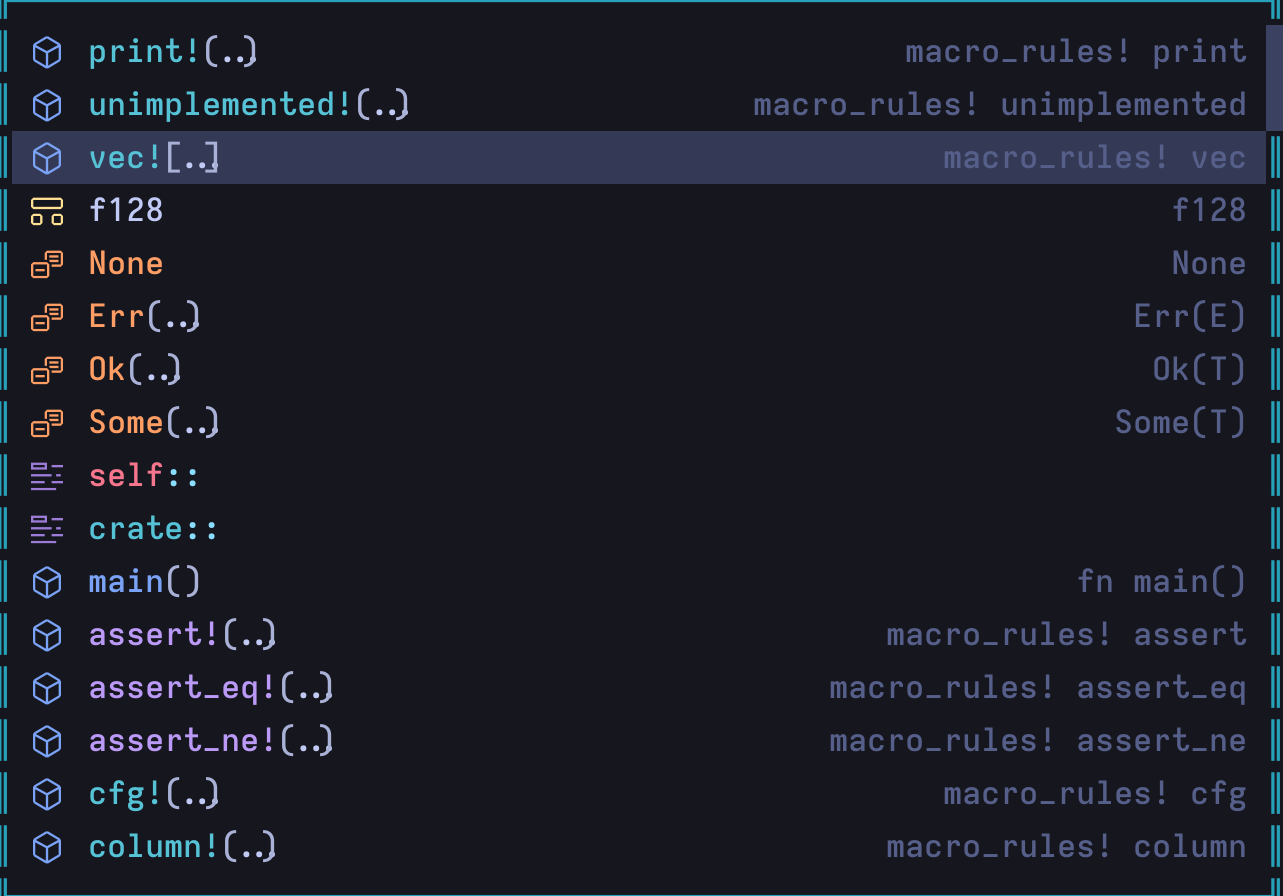 print!(…) macro_rules! print
unimplemented!(…) macro_rules! unimplemented
vec![…] macro_rules! vec
f128 f128
None None
Err(…) Err(E)
Ok(…) Ok(T)
Some(…) Some(T)
self::
crate::
main() fn main()
assert!(…) macro_rules! assert
assert_eq!(…) macro_rules! assert_eq
assert_ne!(…) macro_rules! assert_ne
cfg!(…) macro_rules! cfg
column!(…) macro_rules! column